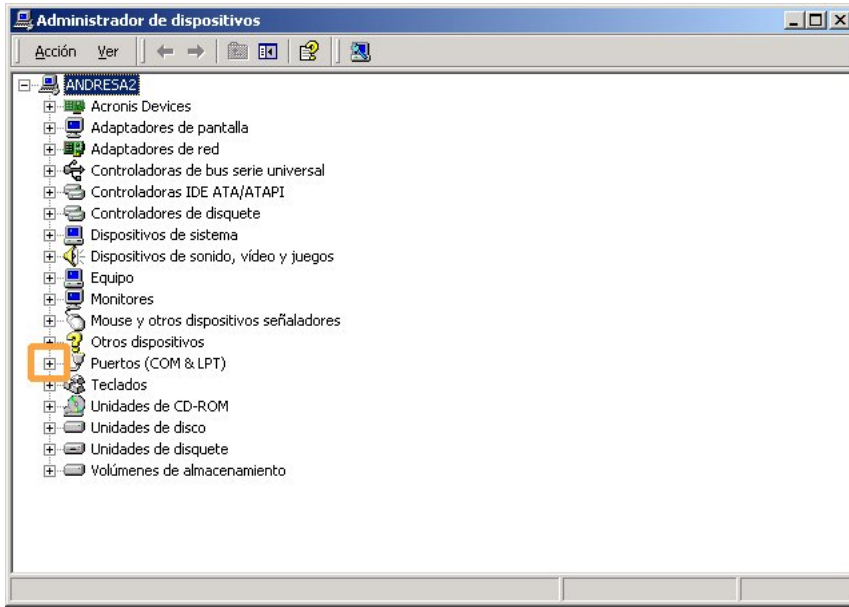 Administrador de dispositivos
Acción Ver
ANDRESA2
Acronis Devices
Adaptadores de pantalla
Adaptadores de red
Controladoras de bus serie universal
Controladoras IDE ATA/ATAPI
Controladores de disquete
Dispositivos de sistema
Dispositivos de sonido, vídeo y juegos
Equipo
Monitores
Mouse y otros dispositivos señaladores
Otros dispositivos
Puertos (COM & LPT)
Teclados
Unidades de CD-ROM
Unidades de disco
Unidades de disquete
Volúmenes de almacenamiento